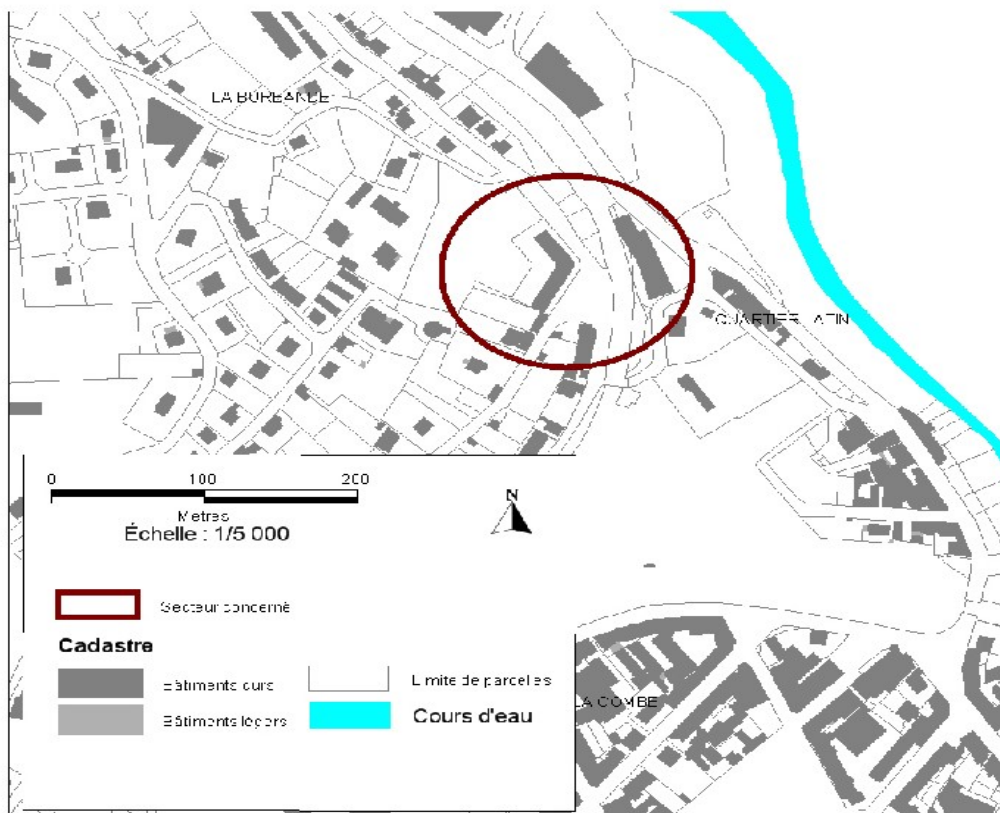 LA BUREANDE
QUARTIER LATIN
0 100 200
Metres
Échelle : 1/5 000
N
Secteur concerné
Cadastre
Bâtiments durs
Limite de parcelles
Bâtiments légers
Cours d'eau
LA COMBE